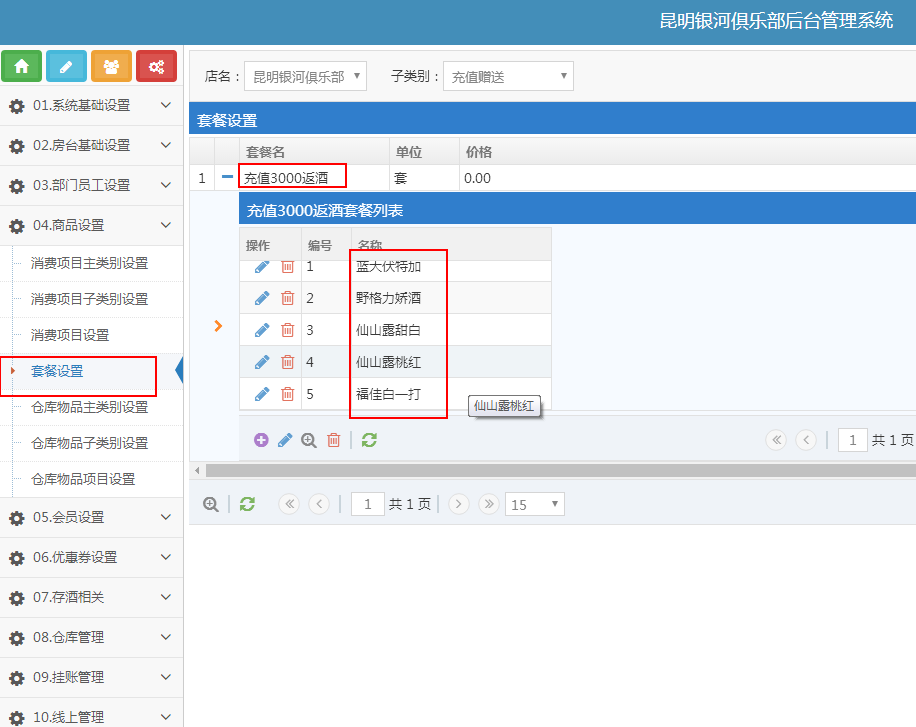 昆明银河俱乐部后台管理系统
店名： 昆明银河俱乐部 子类别： 充值赠送
01.系统基础设置
02.房台基础设置
03.部门员工设置
04.商品设置
消费项目主类别设置
消费项目子类别设置
消费项目设置
套餐设置
仓库物品主类别设置
仓库物品子类别设置
仓库物品项目设置
05.会员设置
06.优惠券设置
07.存酒相关
08.仓库管理
09.挂账管理
10.线上管理
套餐设置
套餐名 单位 价格
1 充值3000返酒 套 0.00
充值3000返酒套餐列表
操作 编号 名称
1 蓝天伏特加
2 野格力娇酒
3 仙山露甜白
4 仙山露桃红
5 福佳白一打
仙山露桃红
1 共 1 页
1 共 1 页 15